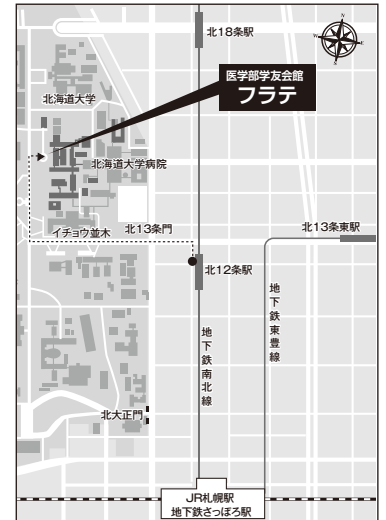 N
北18条駅
医学部学友会館
フラテ
北海道大学
北海道大学病院
イチョウ並木
北13条門
北13条東駅
北12条駅
地下鉄東豊線
地下鉄南北線
北大正門
JR札幌駅
地下鉄さっぽろ駅